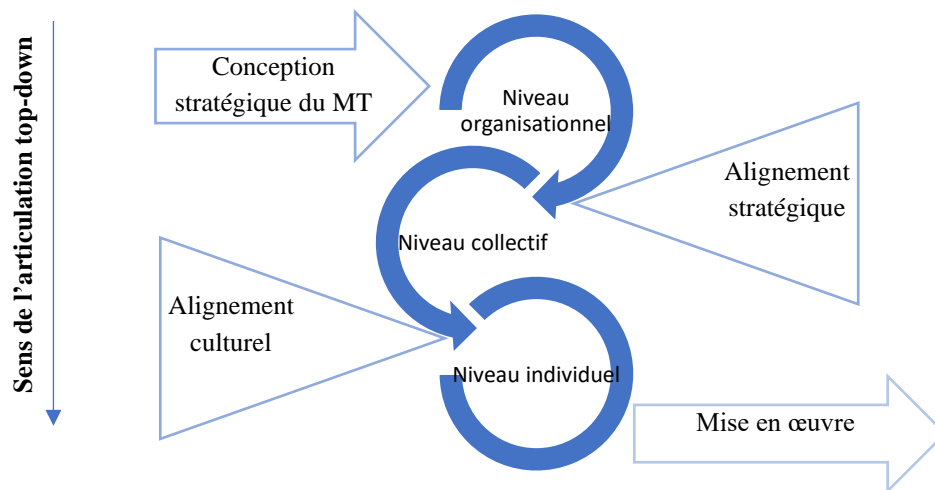 Sens de l'articulation top-down
Conception
stratégique du MT
Niveau
organisationnel
Alignement
stratégique
Niveau collectif
Alignement
culturel
Niveau individuel
Mise en œuvre